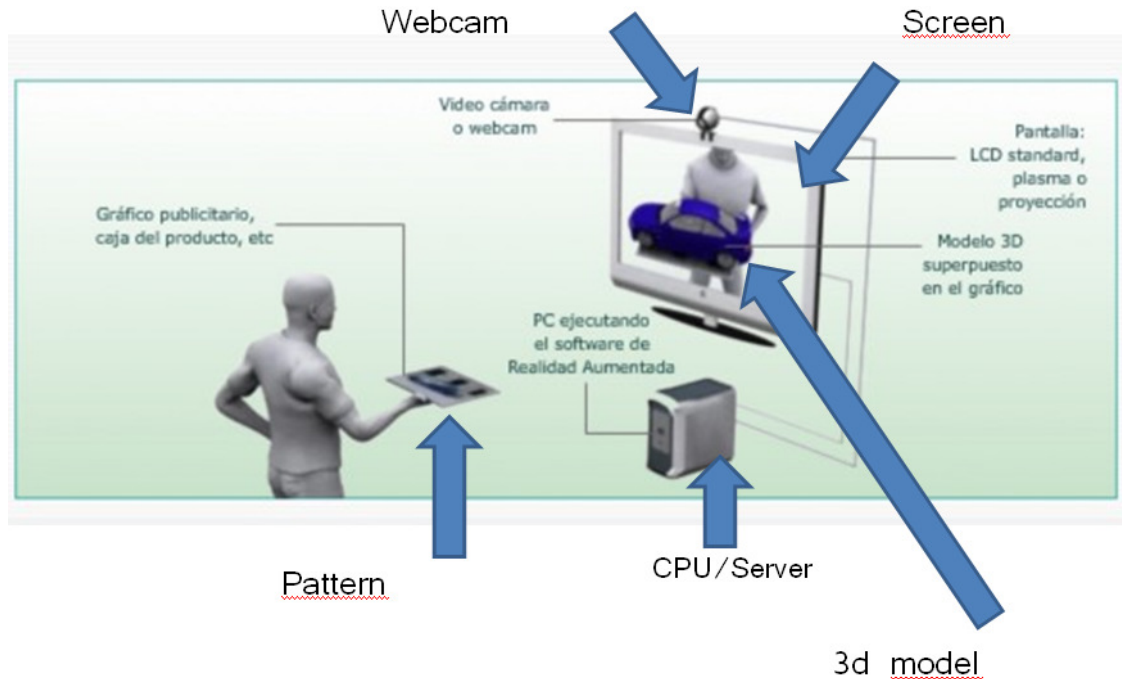 Webcam
Screen
Video cámara
o webcam
Pantalla:
LCD standard,
plasma o
proyección
Gráfico publicitario,
caja del producto, etc
Modelo 3D
superpuesto
en el gráfico
PC ejecutando
el software de
Realidad Aumentada
Pattern
CPU/Server
3d model